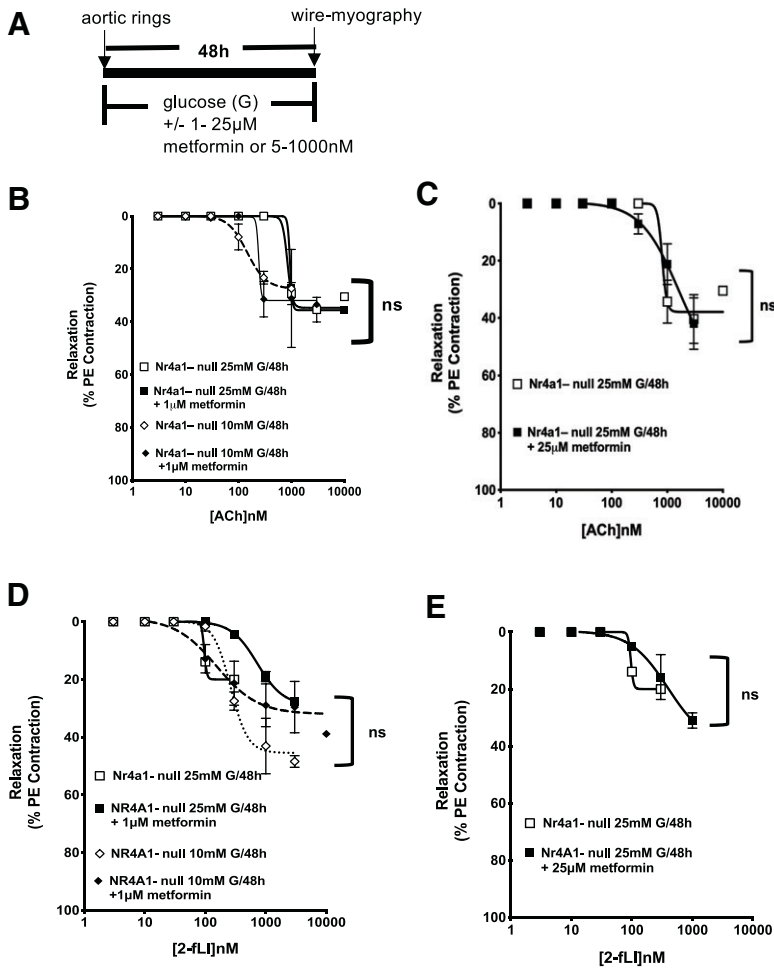 A
aortic rings
wire-myography
48h
glucose (G)
+/- 1- 25µM
metformin or 5-1000nM
B
Relaxation
(% PE Contraction)
0
20
40
60
80
100
1
10
100
1000
10000
[ACh]nM
ns
Nr4a1– null 25mM G/48h
Nr4a1– null 25mM G/48h
+ 1µM metformin
Nr4a1– null 10mM G/48h
Nr4a1– null 10mM G/48h
+1µM metformin
C
Relaxation
(% PE Contraction)
0
20
40
60
80
100
1
10
100
1000
10000
[ACh]nM
ns
Nr4a1– null 25mM G/48h
Nr4a1– null 25mM G/48h
+ 25µM metformin
D
Relaxation
(% PE Contraction)
0
20
40
60
80
100
1
10
100
1000
10000
[2-fLI]nM
ns
Nr4a1- null 25mM G/48h
NR4A1- null 25mM G/48h
+ 1µM metformin
NR4A1- null 10mM G/48h
NR4A1- null 10mM G/48h
+1µM metformin
E
Relaxation
(% PE Contraction)
0
20
40
60
80
100
1
10
100
1000
10000
[2-fLI]nM
ns
Nr4a1- null 25mM G/48h
Nr4A1- null 25mM G/48h
+ 25µM metformin